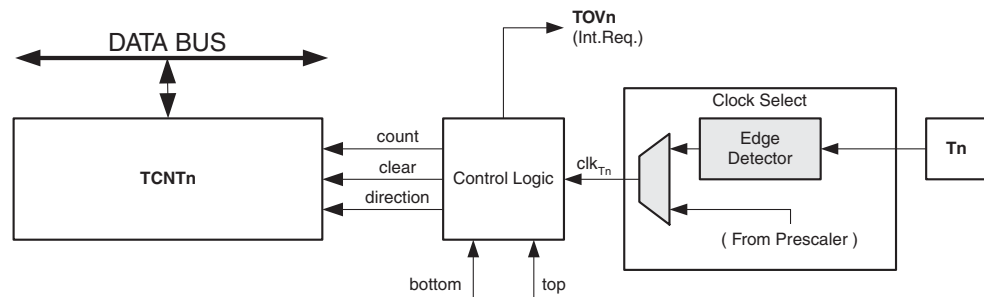 TOVn
(Int.Req.)
DATA BUS
Clock Select
count
Edge
Detector
Tn
TCNTn
clear
Control Logic
clkTn
direction
( From Prescaler )
bottom
top